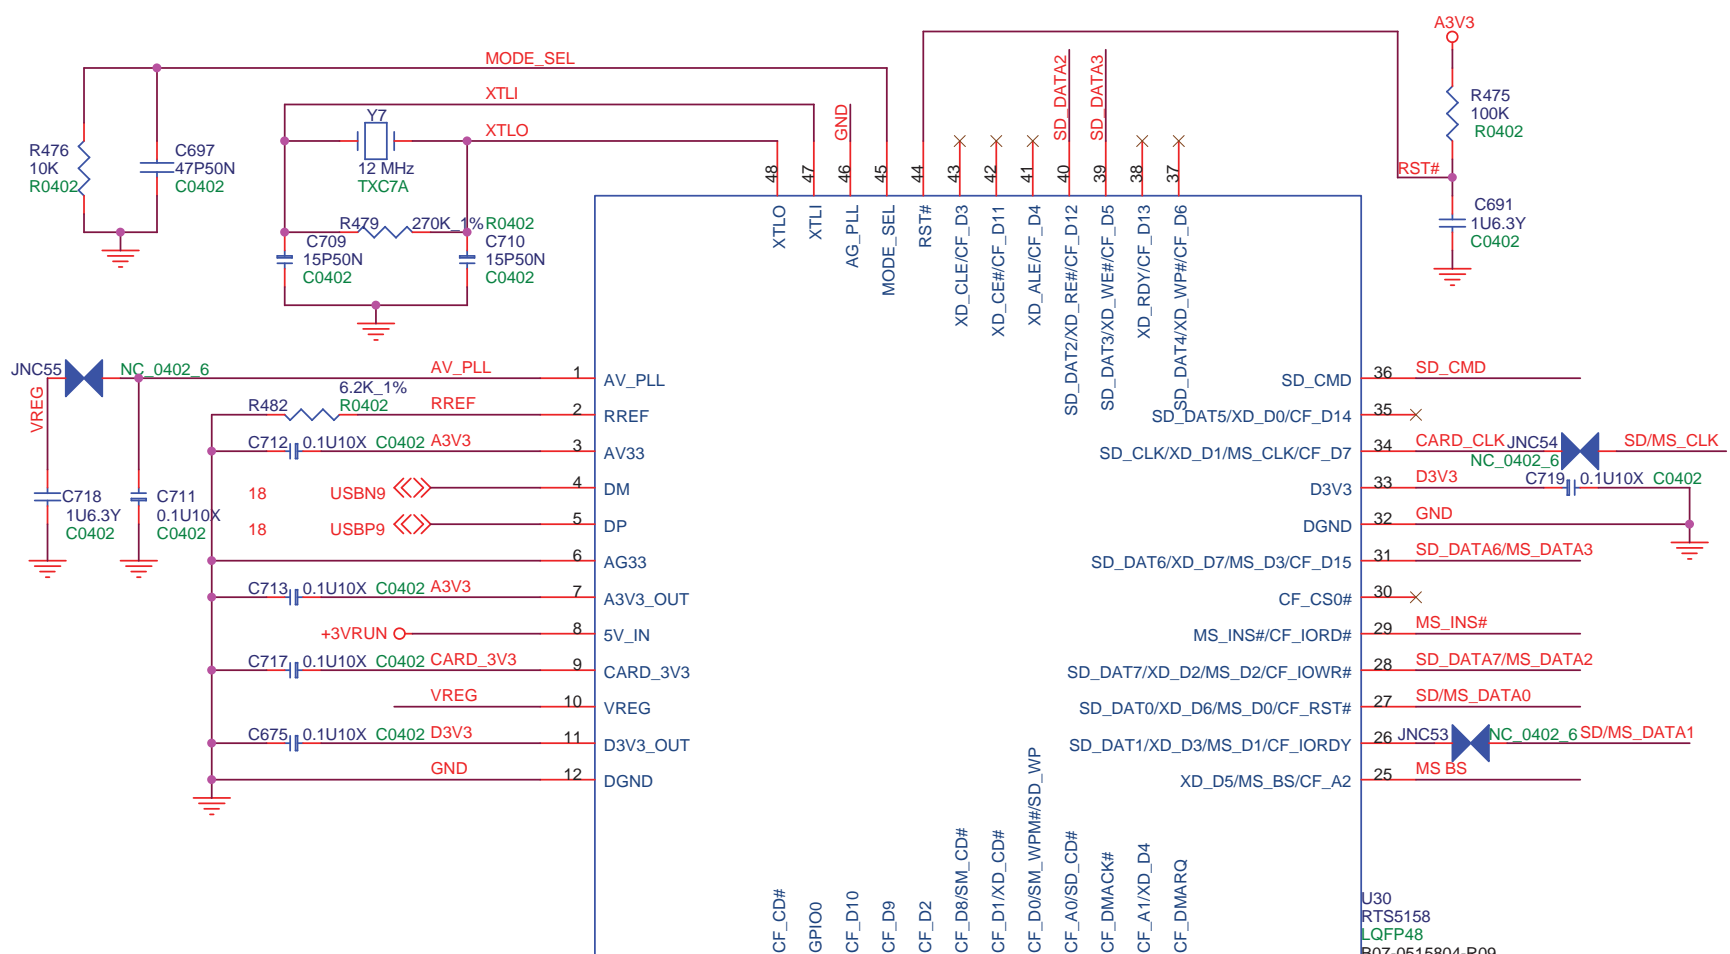 A3V3
MODE_SEL
XTLI
XTLO
GND
SD_DATA2
SD_DATA3
R475
100K
R0402
RST#
C691
1U6.3Y
C0402
R476
10K
R0402
C697
47P50N
C0402
Y7
12 MHz
TXC7A
R479
270K_1%
R0402
C709
15P50N
C0402
C710
15P50N
C0402
48
47
46
45
44
43
42
41
40
39
38
37
XTLO
XTLI
AG_PLL
MODE_SEL
RST#
XD_CLE/CF_D3
XD_CE#/CF_D11
XD_ALE/CF_D4
SD_DAT2/XD_RE#/CF_D12
SD_DAT3/XD_WE#/CF_D5
XD_RDY/CF_D13
SD_DAT4/XD_WP#/CF_D6
JNC55
NC_0402_6
AV_PLL
1
AV_PLL
VREG
C718
1U6.3Y
C0402
C711
0.1U10X
C0402
R482
6.2K_1%
R0402
RREF
2
RREF
C712 0.1U10X C0402 A3V3
3
AV33
18
USBN9
4
DM
18
USBP9
5
DP
6
AG33
C713 0.1U10X C0402 A3V3
7
A3V3_OUT
+3VRUN
8
5V_IN
C717 0.1U10X C0402 CARD_3V3
9
CARD_3V3
VREG
10
VREG
C675 0.1U10X C0402 D3V3
11
D3V3_OUT
GND
12
DGND
SD_CMD
36
SD_CMD
SD_DAT5/XD_D0/CF_D14
35
SD_CLK/XD_D1/MS_CLK/CF_D7
34
CARD_CLK
JNC54
NC_0402_6
SD/MS_CLK
D3V3
33
D3V3
C719 0.1U10X C0402
DGND
32
GND
SD_DAT6/XD_D7/MS_D3/CF_D15
31
SD_DATA6/MS_DATA3
CF_CS0#
30
MS_INS#/CF_IORD#
29
MS_INS#
SD_DAT7/XD_D2/MS_D2/CF_IOWR#
28
SD_DATA7/MS_DATA2
SD_DAT0/XD_D6/MS_D0/CF_RST#
27
SD/MS_DATA0
SD_DAT1/XD_D3/MS_D1/CF_IORDY
26
JNC53
NC_0402_6
SD/MS_DATA1
XD_D5/MS_BS/CF_A2
25
MS BS
CF_CD#
GPIO0
CF_D10
CF_D9
CF_D2
CF_D8/SM_CD#
CF_D1/XD_CD#
CF_D0/SM_WPM#/SD_WP
CF_A0/SD_CD#
CF_DMACK#
CF_A1/XD_D4
CF_DMARQ
U30
RTS5158
LQFP48
B07-0515804-R09